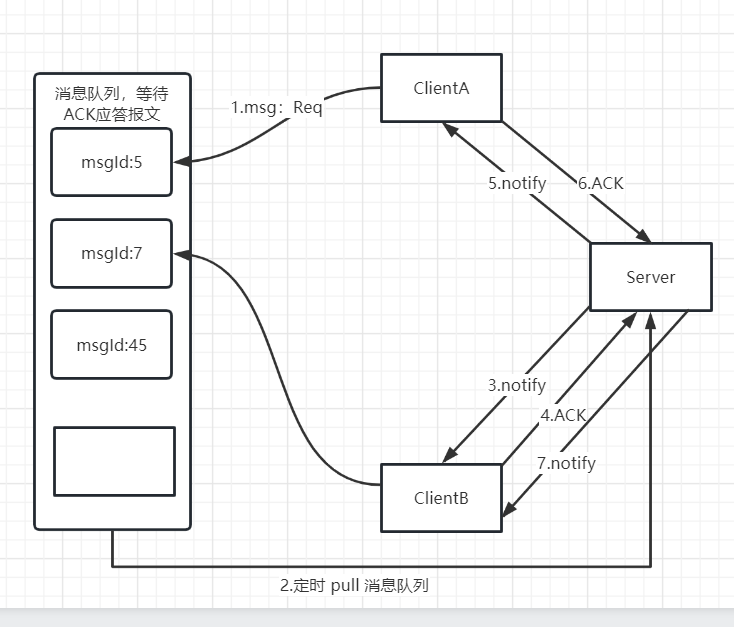 消息队列，等待
ACK应答报文
msgId:5
msgId:7
msgId:45
1.msg：Req
ClientA
5.notify
6.ACK
Server
3.notify
4.ACK
7.notify
ClientB
2.定时 pull 消息队列